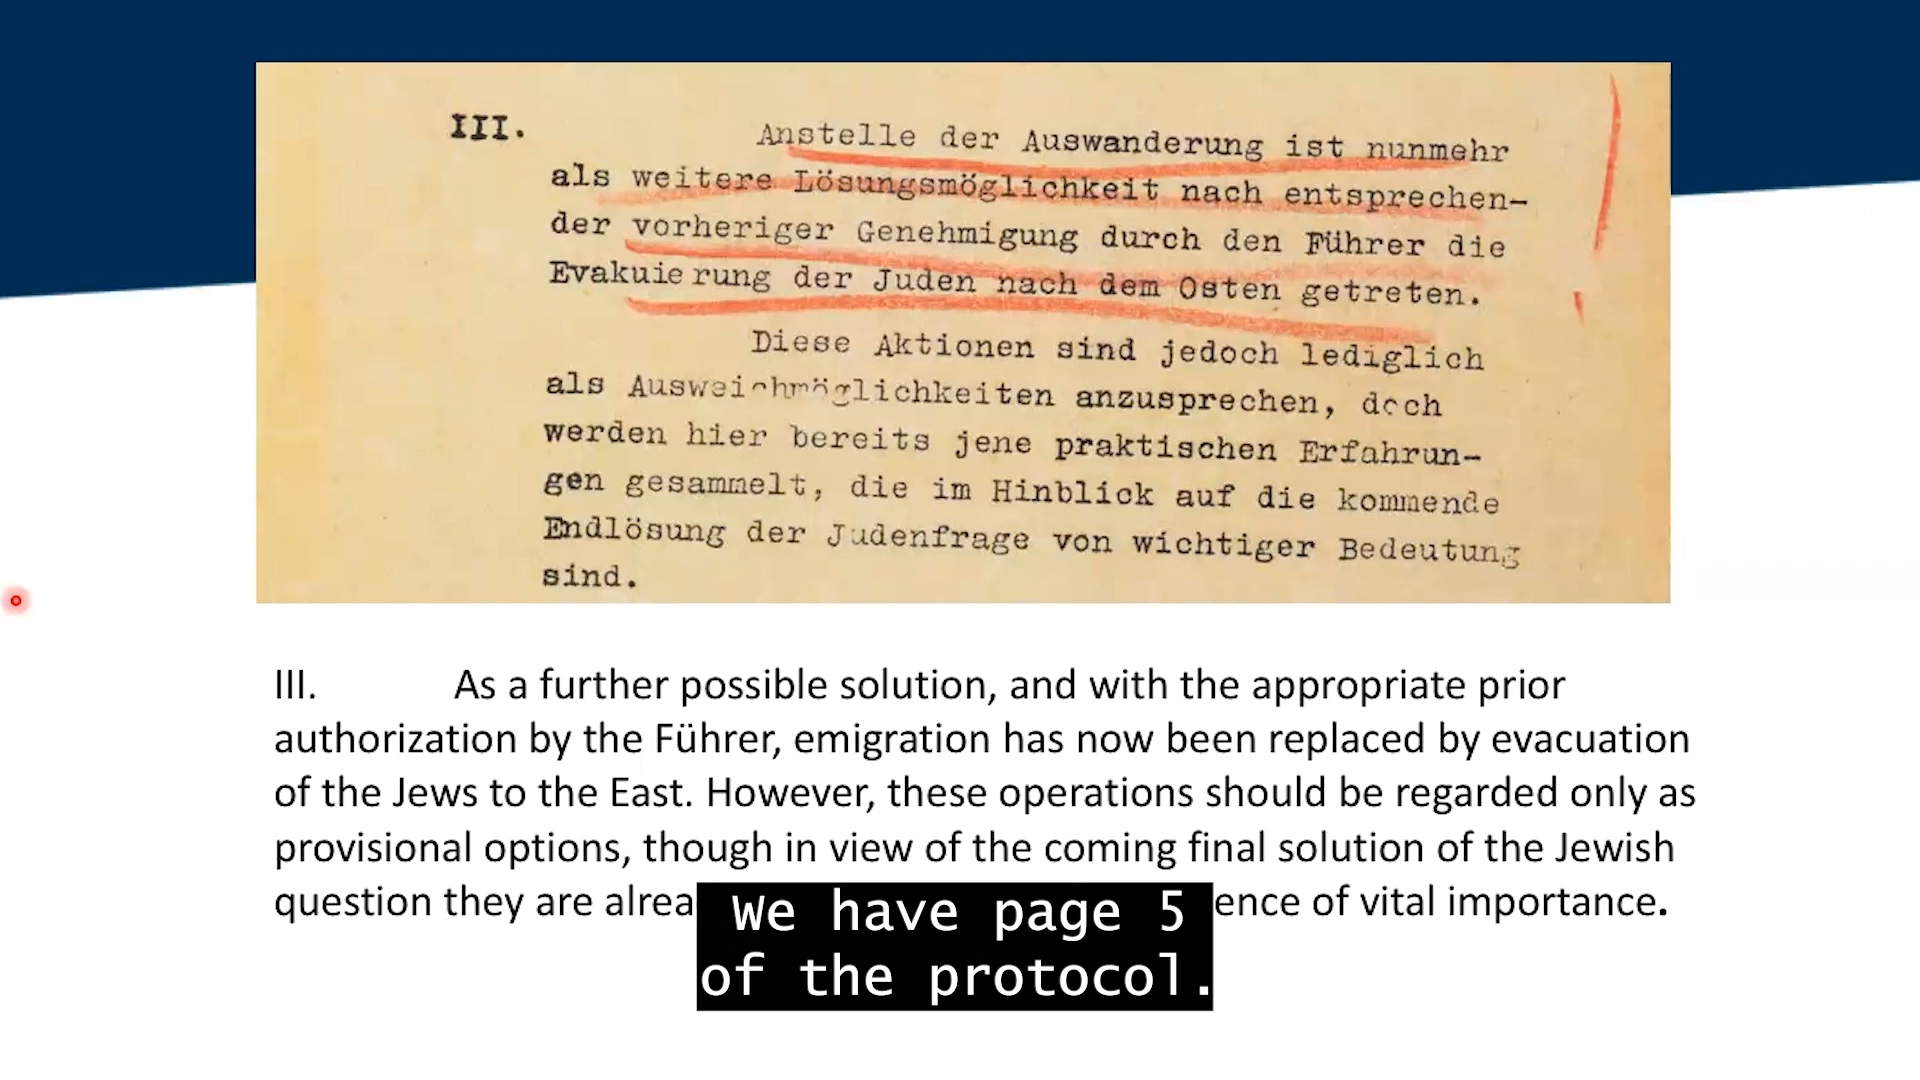 III. Anstelle der Auswanderung ist nunmehr
als weitere Lösungsmöglichkeit nach entsprechen-
der vorheriger Genehmigung durch den Führer die
Evakuierung der Juden nach dem Osten getreten.
Diese Aktionen sind jedoch lediglich
als Ausweichmöglichkeiten anzusprechen, doch
werden hier bereits jene praktischen Erfahrun-
gen gesammelt, die im Hinblick auf die kommende
Endlösung der Judenfrage von wichtiger Bedeutung
sind.
III. As a further possible solution, and with the appropriate prior
authorization by the Führer, emigration has now been replaced by evacuation
of the Jews to the East. However, these operations should be regarded only as
provisional options, though in view of the coming final solution of the Jewish
question they are of vital importance.
We have page 5
of the protocol.